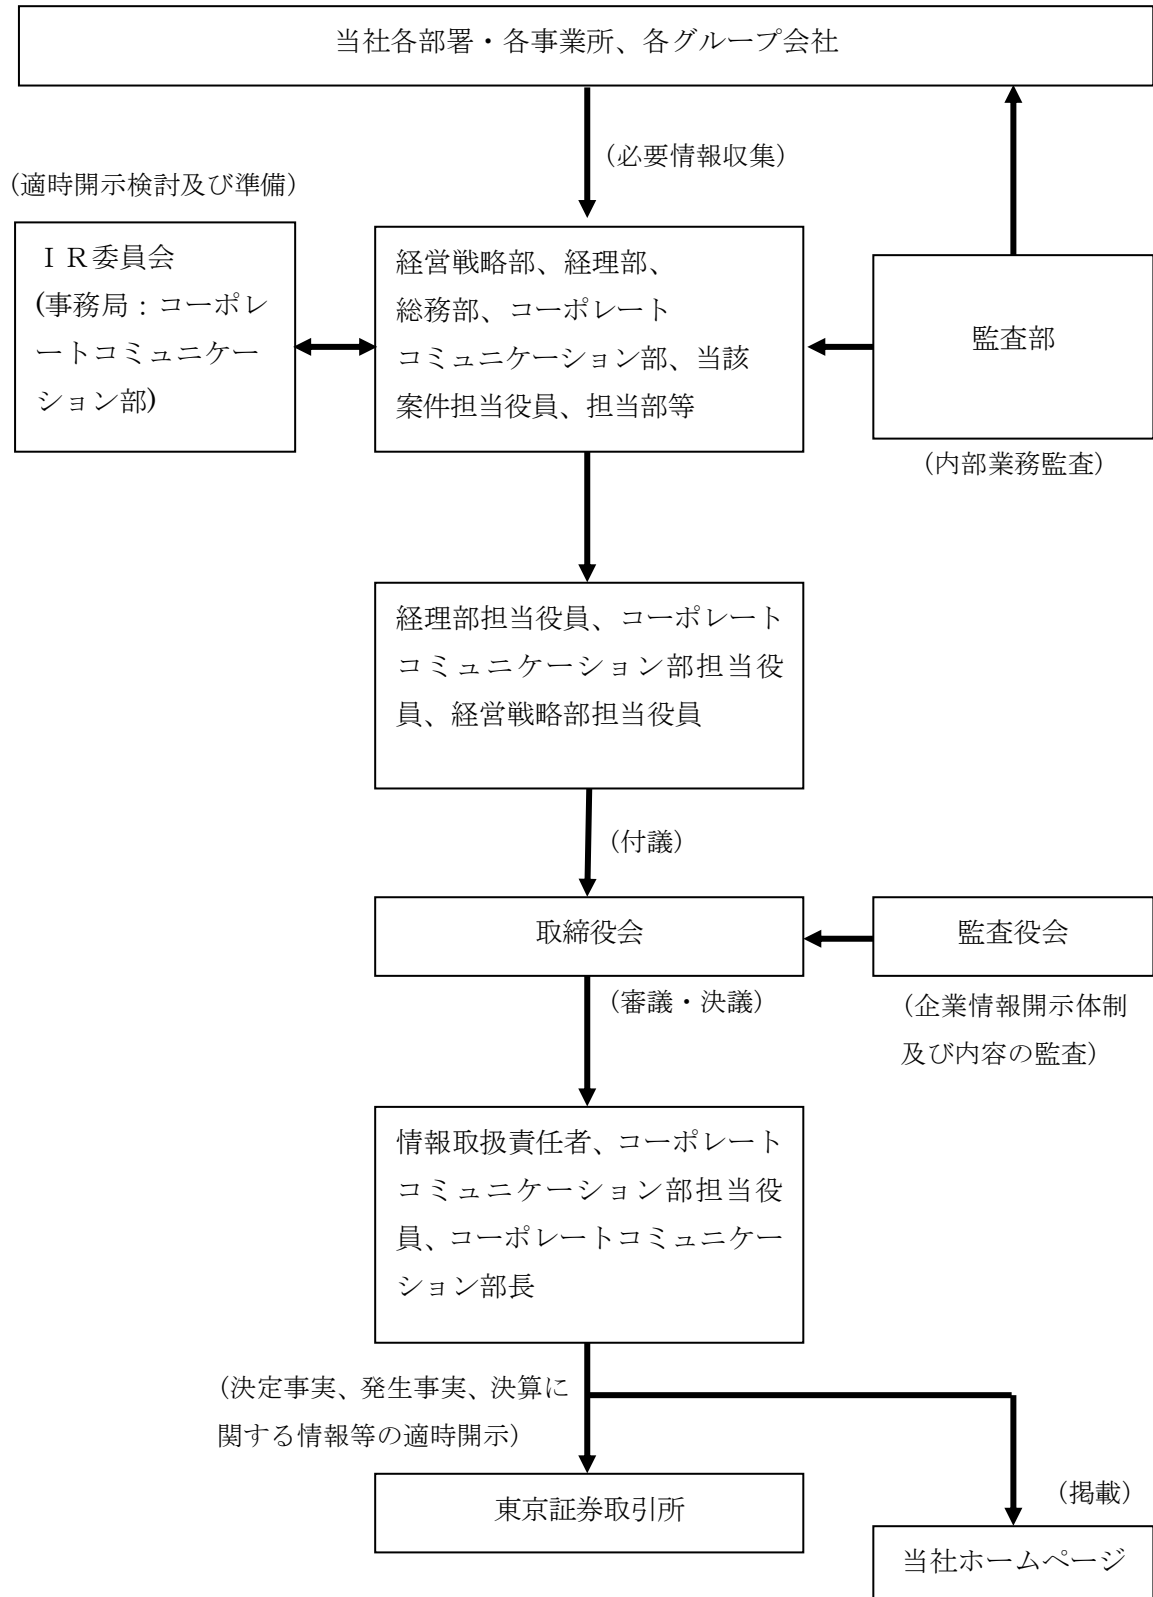 当社各部署・各事業所、各グループ会社
（必要情報収集）
（適時開示検討及び準備）
ＩＲ委員会
(事務局：コーポレ
ートコミュニケー
ション部)
経営戦略部、経理部、
総務部、コーポレート
コミュニケーション部、当該
案件担当役員、担当部等
監査部
（内部業務監査）
経理部担当役員、コーポレート
コミュニケーション部担当役
員、経営戦略部担当役員
（付議）
取締役会
監査役会
（審議・決議）
（企業情報開示体制
及び内容の監査）
情報取扱責任者、コーポレート
コミュニケーション部担当役
員、コーポレートコミュニケー
ション部長
（決定事実、発生事実、決算に
関する情報等の適時開示）
東京証券取引所
（掲載）
当社ホームページ